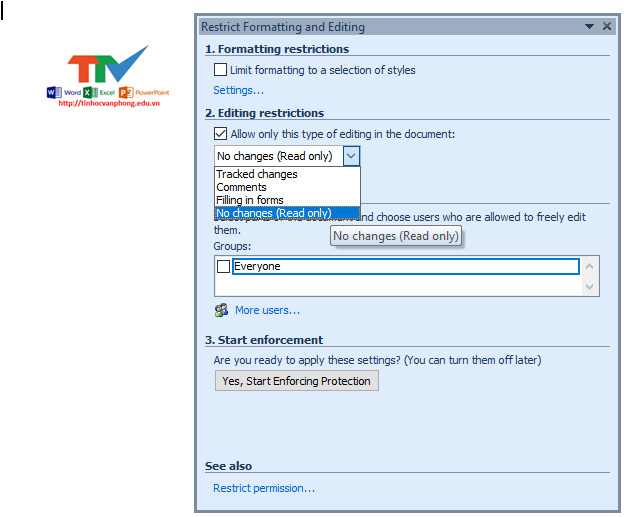 TTV
Word Excel PowerPoint
http://tinhocvanphong.edu.vn
Restrict Formatting and Editing
1. Formatting restrictions
Limit formatting to a selection of styles
Settings...
2. Editing restrictions
Allow only this type of editing in the document:
No changes (Read only)
Tracked changes
Comments
Filling in forms
No changes (Read only)
and choose users who are allowed to freely edit
them.
No changes (Read only)
Groups:
Everyone
More users...
3. Start enforcement
Are you ready to apply these settings? (You can turn them off later)
Yes, Start Enforcing Protection
See also
Restrict permission...